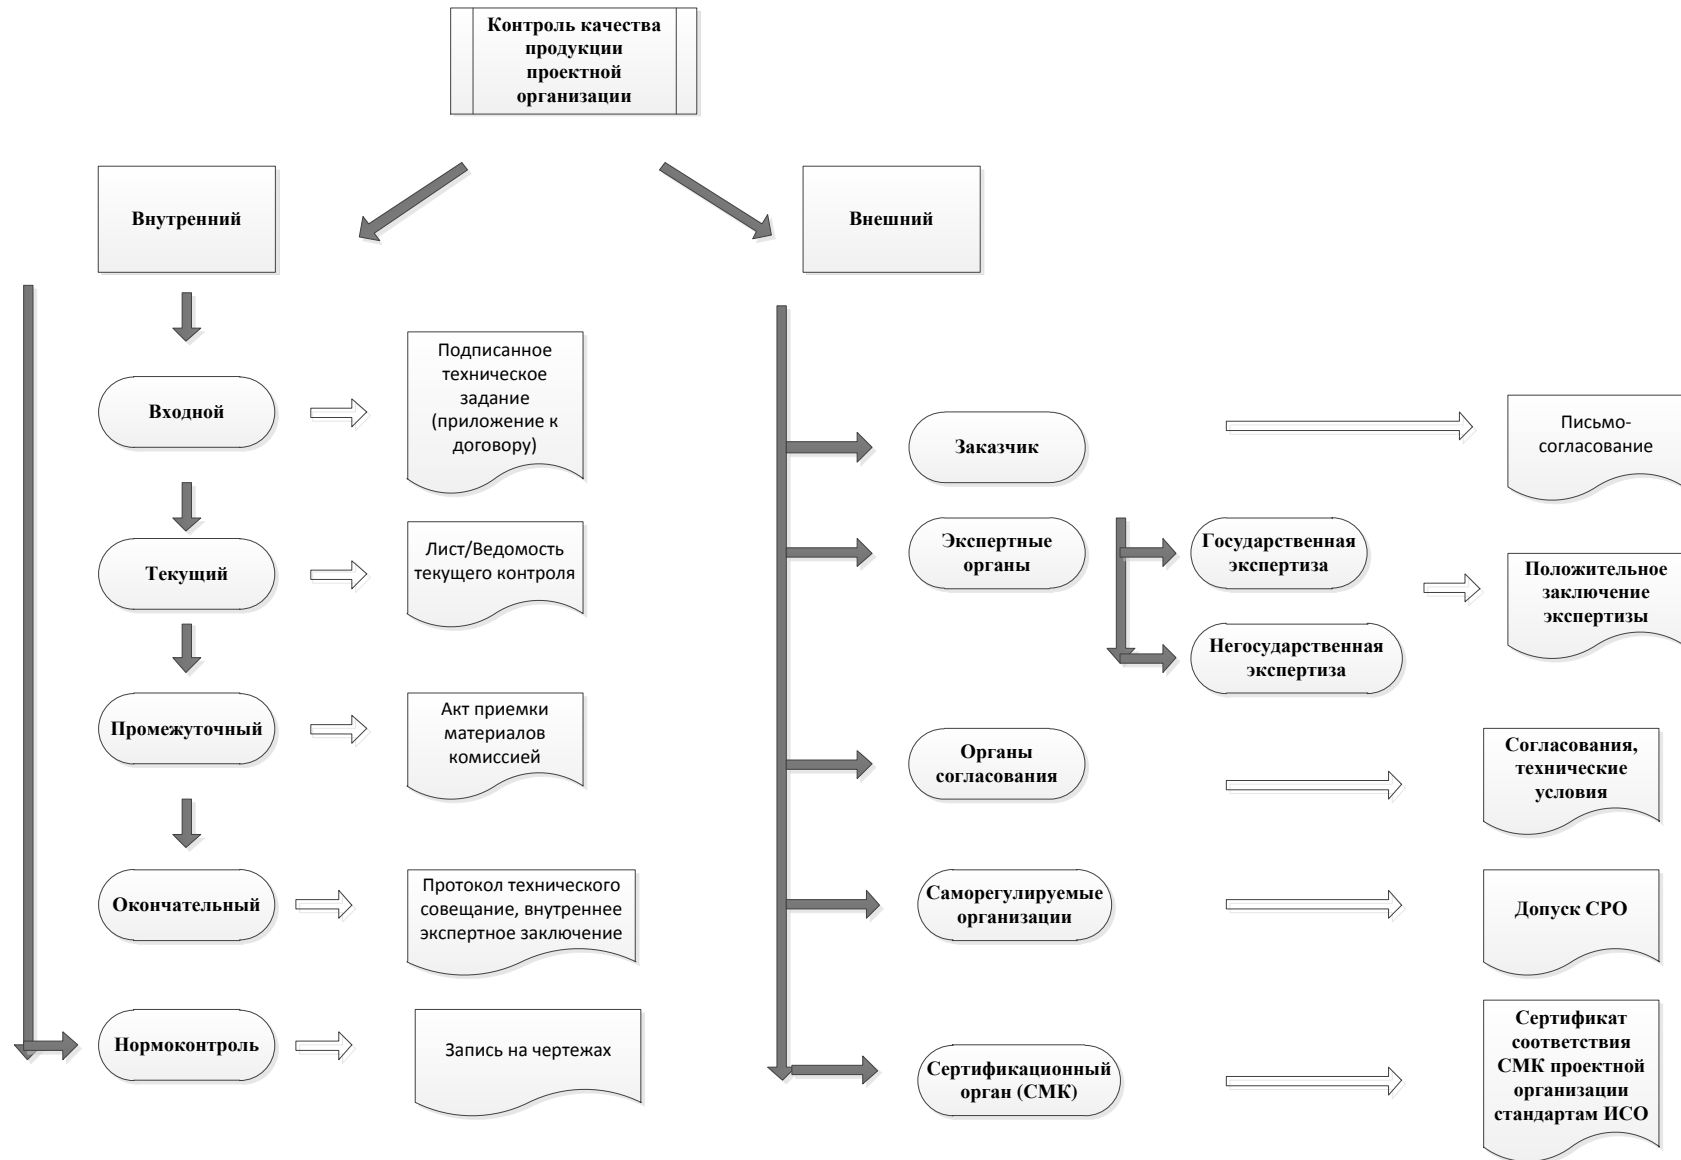 Контроль качества
продукции
проектной
организации
Внутренний
Внешний
Входной
Подписанное
техническое
задание
(приложение к
договору)
Текущий
Лист/Ведомость
текущего контроля
Промежуточный
Акт приемки
материалов
комиссией
Окончательный
Протокол технического
совещание, внутреннее
экспертное заключение
Нормоконтроль
Запись на чертежах
Заказчик
Письмо-
согласование
Экспертные
органы
Государственная
экспертиза
Негосударственная
экспертиза
Положительное
заключение
экспертизы
Органы
согласования
Согласования,
технические
условия
Саморегулируемые
организации
Допуск СРО
Сертификационный
орган (СМК)
Сертификат
соответствия
СМК проектной
организации
стандартам ИСО